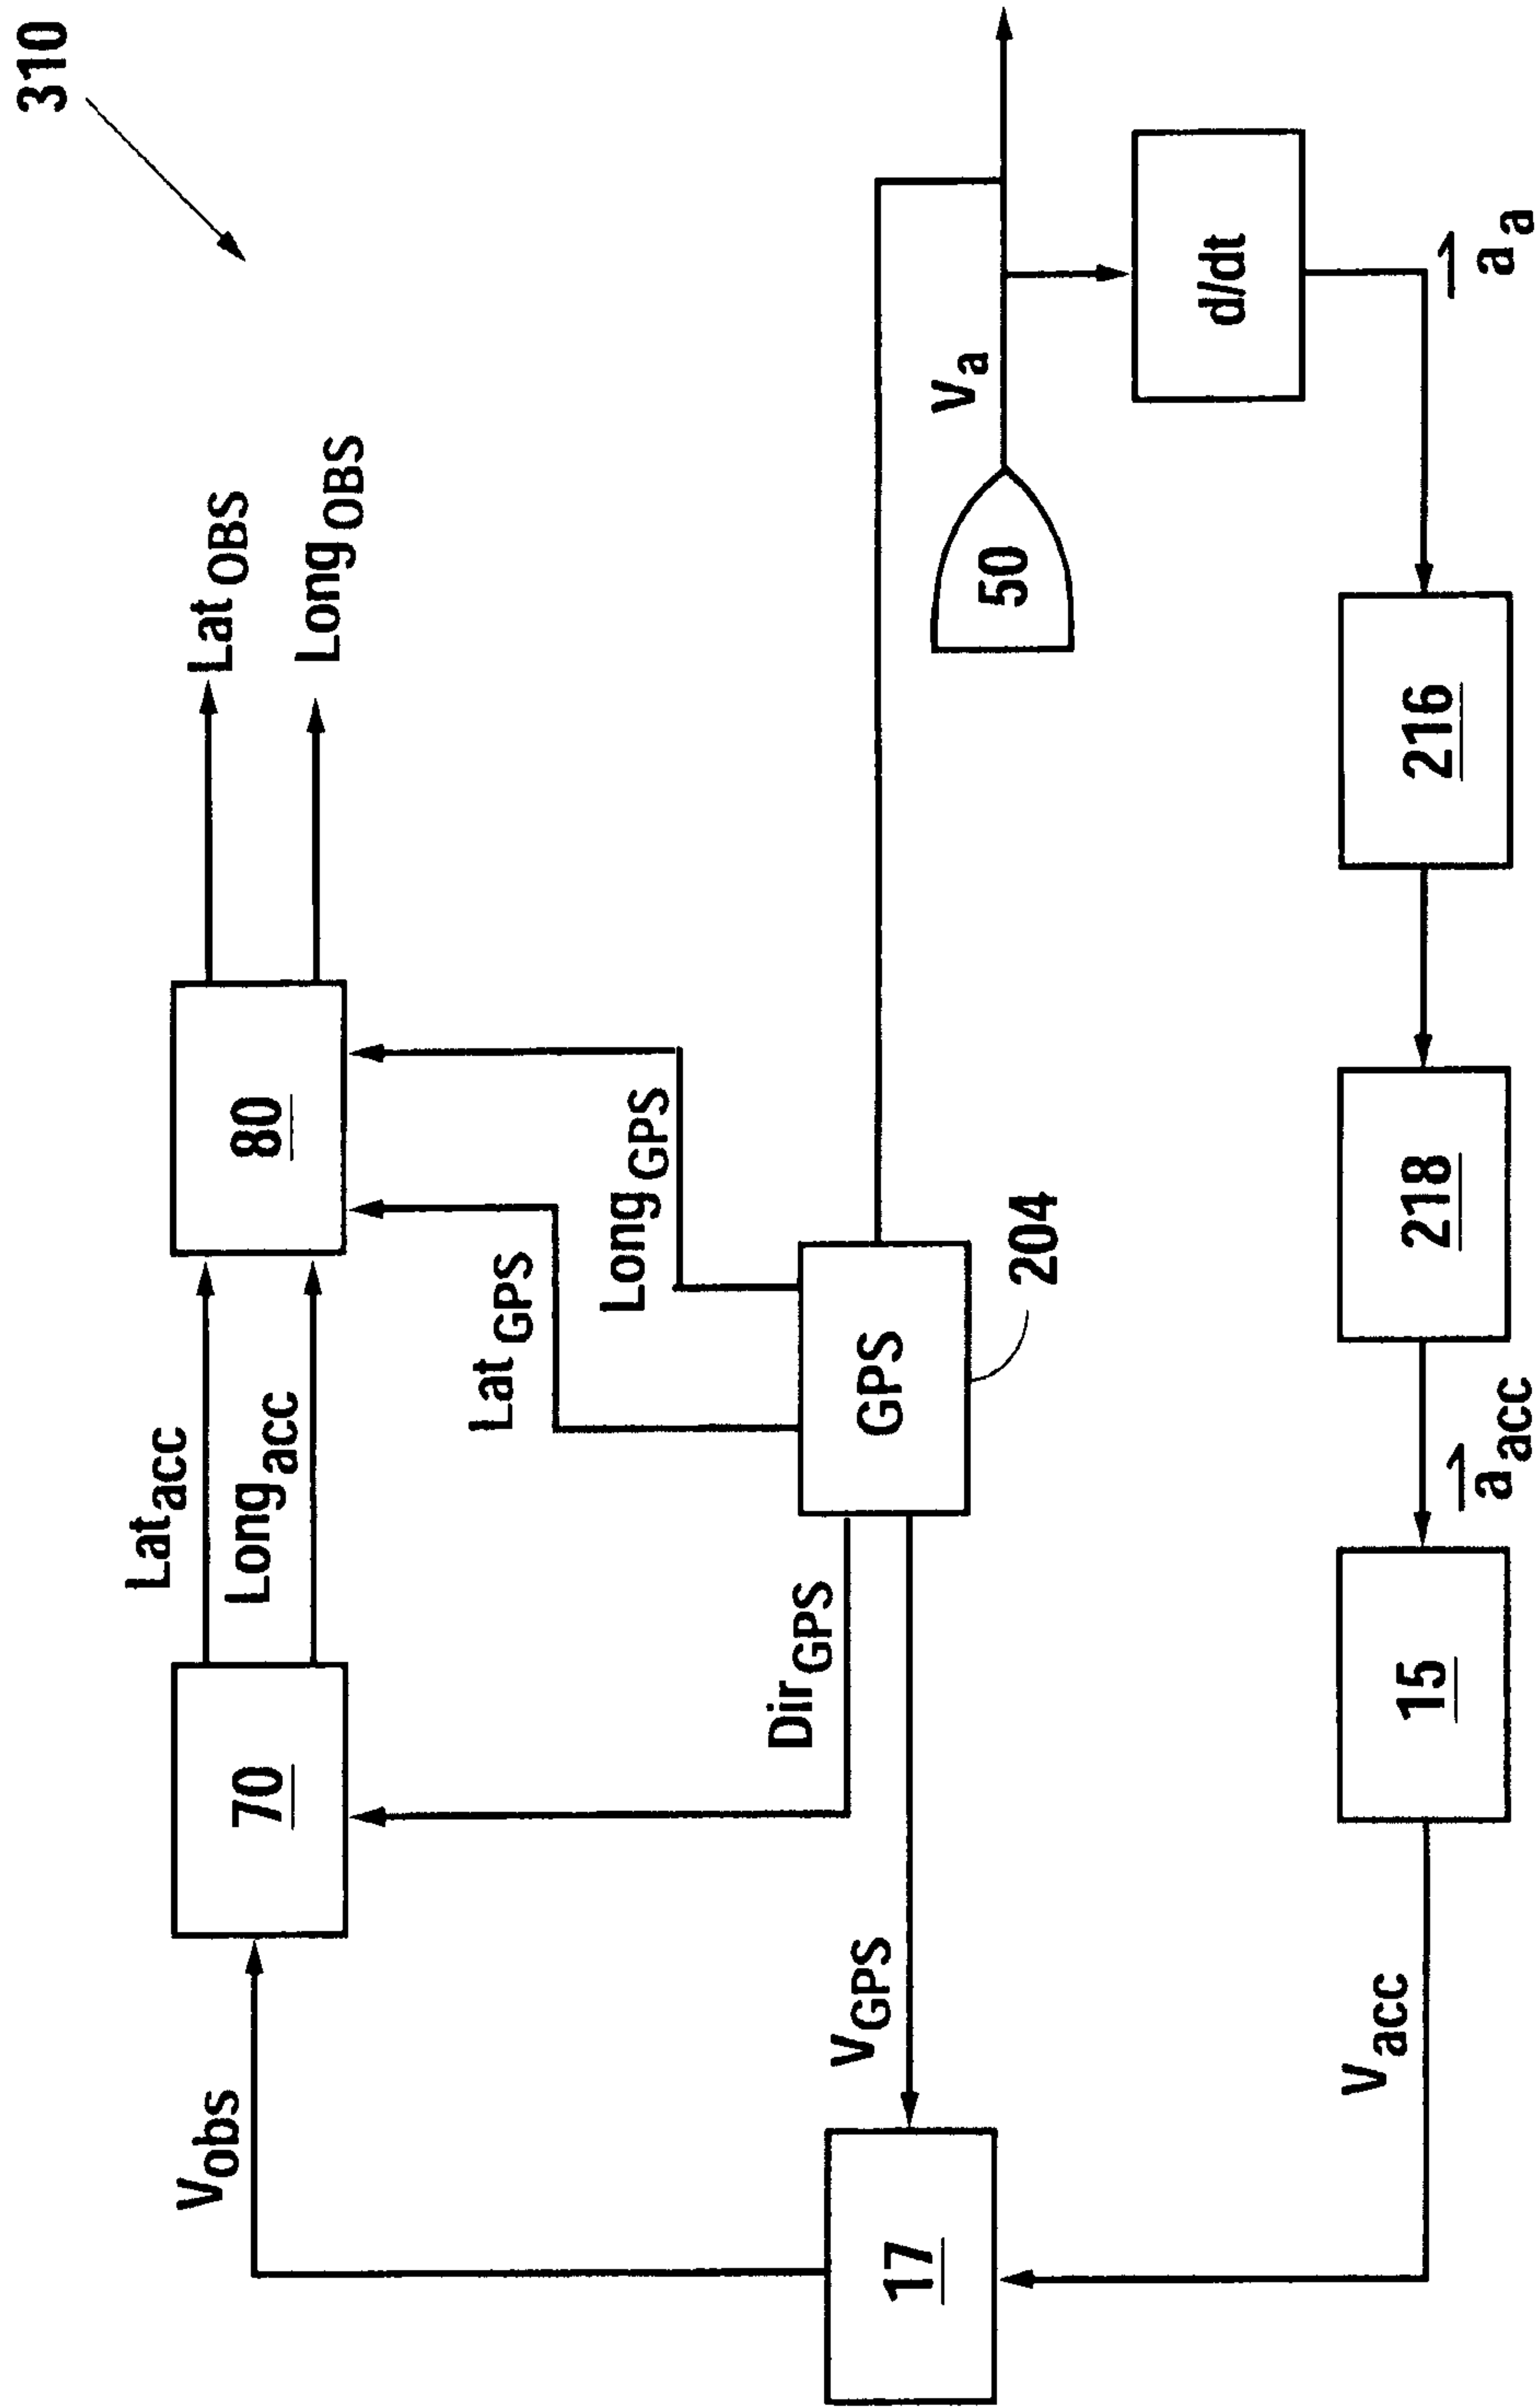 310
Lat OBS
Long OBS
80
Lat acc
Long acc
70
V obs
Lat GPS
Long GPS
GPS
204
Dir GPS
V GPS
17
V a
50
d/dt
a a
216
218
a acc
15
V acc